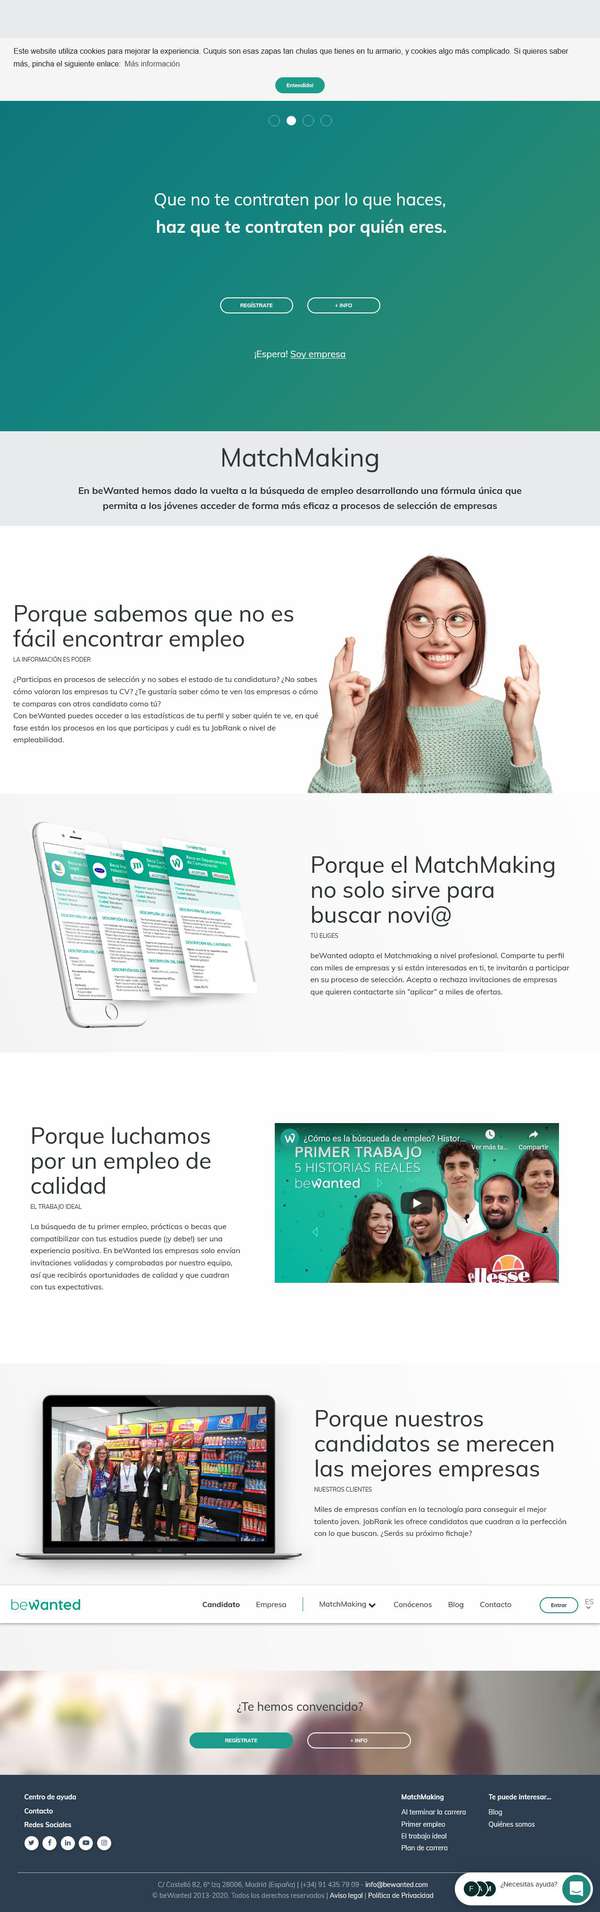 Este website utiliza cookies para mejorar la experiencia. Cuquis son esas zapas tan chulas que tienes en tu armario, y cookies algo más complicado. Si quieres saber
más, pincha el siguiente enlace: Más información
Entendido!
Que no te contraten por lo que haces,
haz que te contraten por quién eres.
REGÍSTRATE
+ INFO
¡Espera! Soy empresa
MatchMaking
En beWanted hemos dado la vuelta a la búsqueda de empleo desarrollando una fórmula única que
permita a los jóvenes acceder de forma más eficaz a procesos de selección de empresas
Porque sabemos que no es
fácil encontrar empleo
LA INFORMACIÓN ES PODER
¿Participas en procesos de selección y no sabes el estado de tu candidatura? ¿No sabes
cómo valoran las empresas tu CV? ¿Te gustaría saber cómo te ven las empresas o cómo
te comparas con otros candidato como tú?
Con beWanted puedes acceder a las estadísticas de tu perfil y saber quién te ve, en qué
fase están los procesos en los que participas y cuál es tu JobRank o nivel de
empleabilidad.
Porque el MatchMaking
no solo sirve para
buscar novi@
TÚ ELIGES
beWanted adapta el Matchmaking a nivel profesional. Comparte tu perfil
con miles de empresas y si están interesadas en ti, te invitarán a participar
en su proceso de selección. Acepta o rechaza invitaciones de empresas
que quieren contactarte sin "aplicar" a miles de ofertas.
Porque luchamos
por un empleo de
calidad
EL TRABAJO IDEAL
La búsqueda de tu primer empleo, prácticas o becas que
compatibilizar con tus estudios puede (¡y debe!) ser una
experiencia positiva. En beWanted las empresas solo envían
invitaciones validadas y comprobadas por nuestro equipo,
así que recibirás oportunidades de calidad y que cuadran
con tus expectativas.
¿Cómo es la búsqueda de empleo? Histor...
Ver más ta...
Compartir
PRIMER TRABAJO
5 HISTORIAS REALES
bewanted
ellesse
Porque nuestros
candidatos se merecen
las mejores empresas
NUESTROS CLIENTES
Miles de empresas confían en la tecnología para conseguir el mejor
talento joven. JobRank les ofrece candidatos que cuadran a la perfección
con lo que buscan. ¿Serás su próximo fichaje?
bewanted
Candidato
Empresa
MatchMaking
Conócenos
Blog
Contacto
Entrar
ES
¿Te hemos convencido?
REGÍSTRATE
+ INFO
Centro de ayuda
Contacto
Redes Sociales
MatchMaking
Al terminar la carrera
Primer empleo
El trabajo ideal
Plan de carrera
Te puede interesar...
Blog
Quiénes somos
C/ Castelló 82, 6º Izq 28006, Madrid (España) | (+34) 91 435 79 09 - info@bewanted.com
© beWanted 2013-2020. Todos los derechos reservados | Aviso legal | Política de Privacidad
¿Necesitas ayuda?